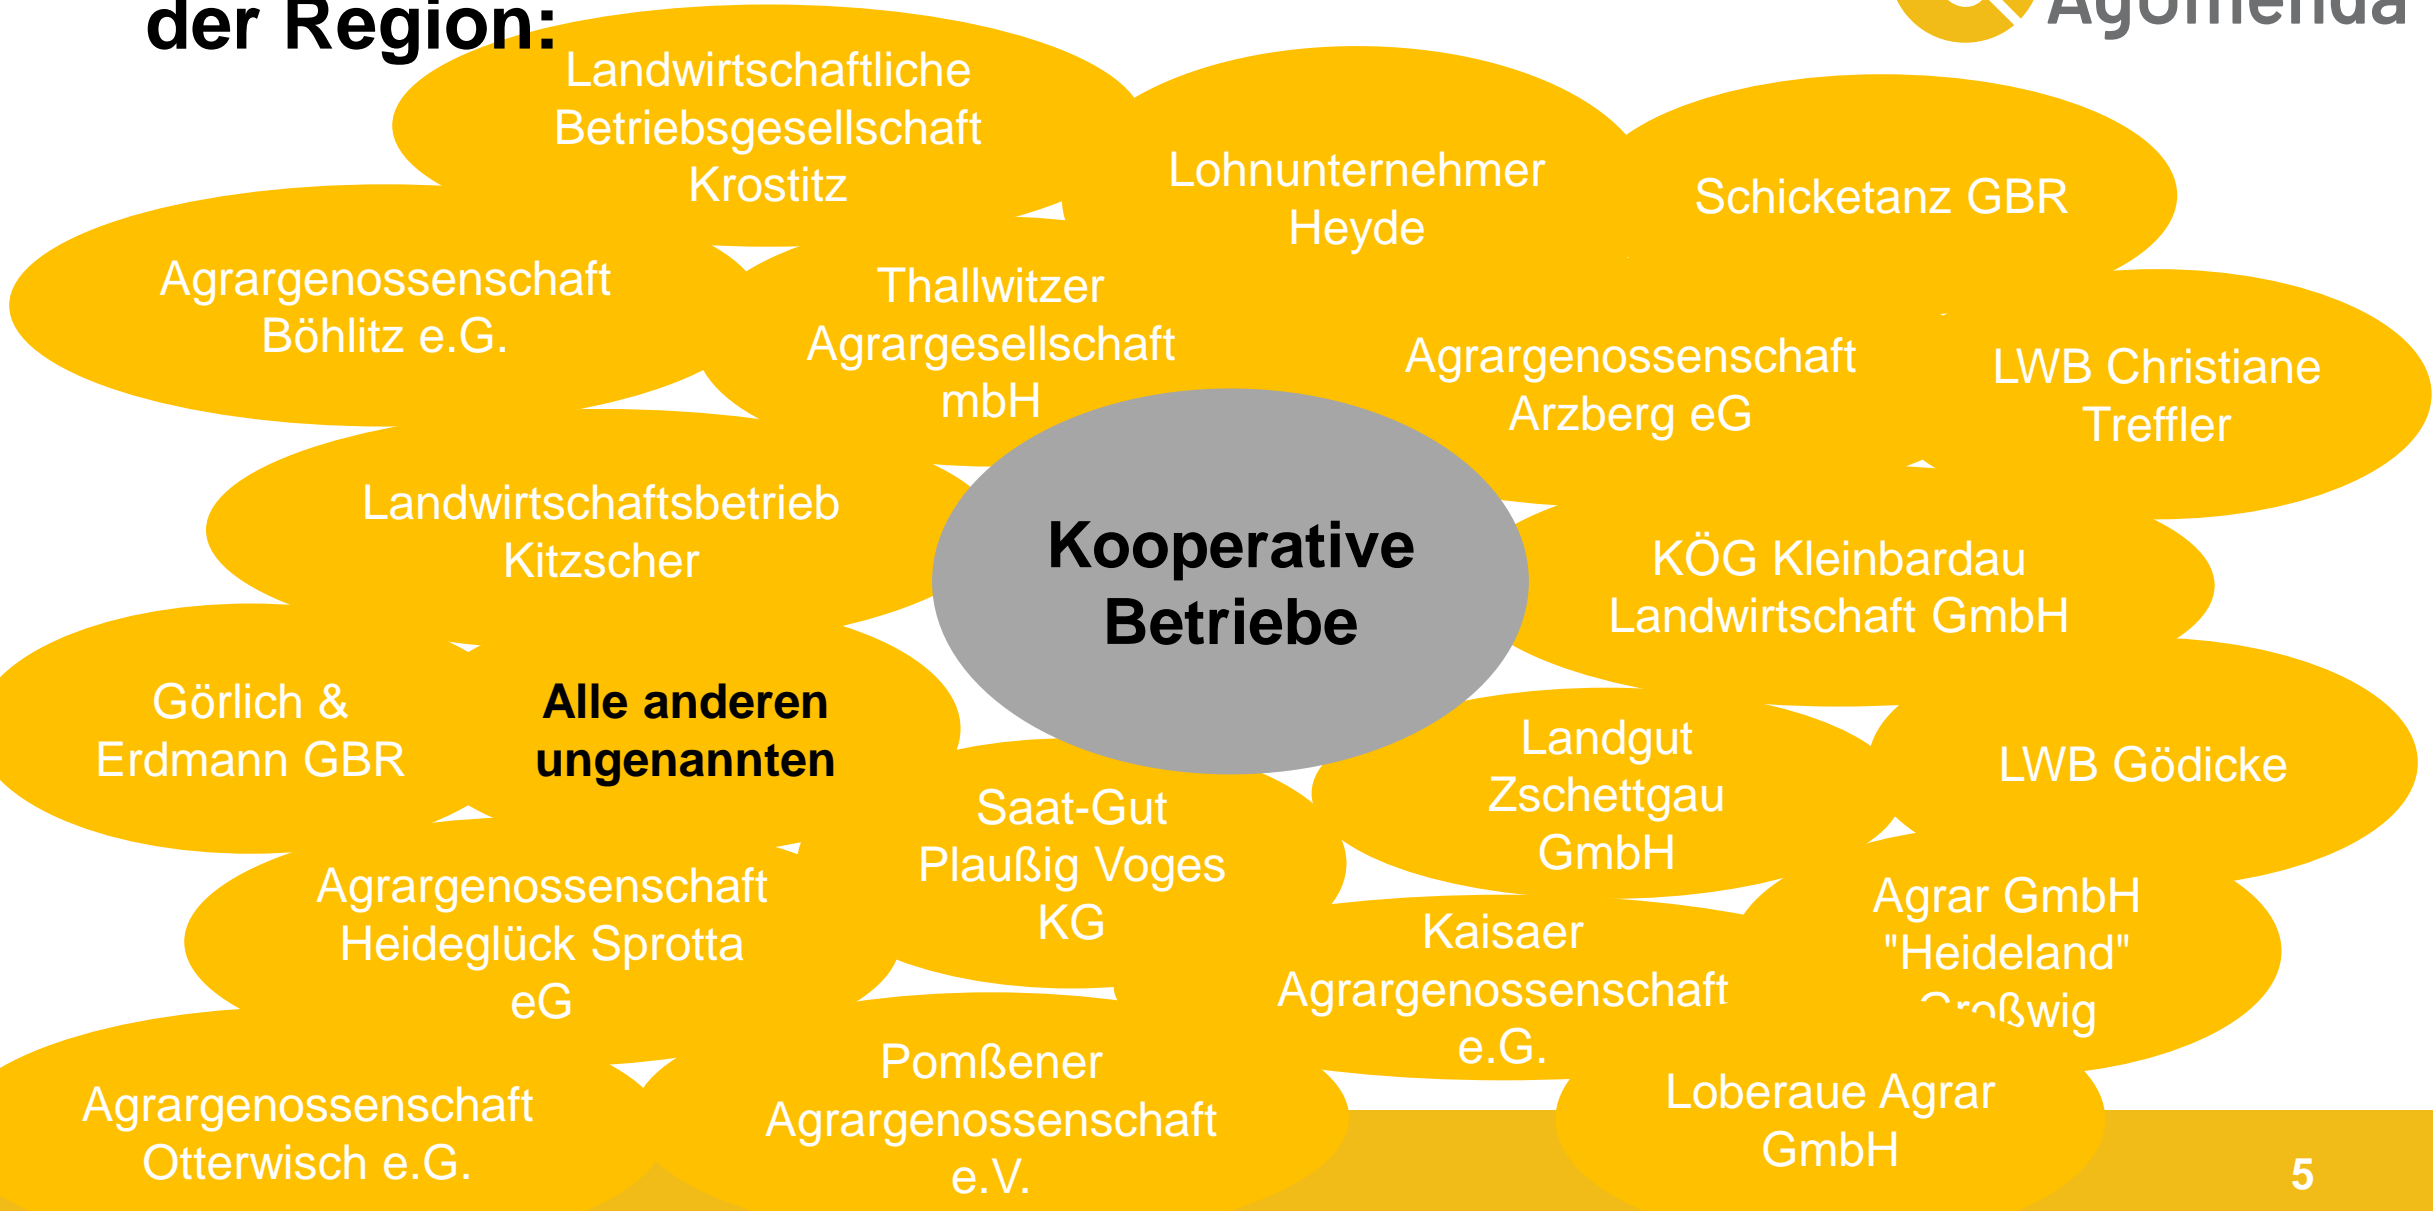 der Region:
AgUmenda
Landwirtschaftliche
Betriebsgesellschaft
Krostitz
Lohnunternehmer
Heyde
Schicketanz GBR
Agrargenossenschaft
Böhlitz e.G.
Thallwitzer
Agrargesellschaft
mbH
Agrargenossenschaft
Arzberg eG
LWB Christiane
Treffler
Landwirtschaftsbetrieb
Kitzscher
Kooperative
Betriebe
KÖG Kleinbardau
Landwirtschaft GmbH
Görlich &
Erdmann GBR
Alle anderen
ungenannten
Landgut
Zschettgau
GmbH
LWB Gödicke
Saat-Gut
Plaußig Voges
KG
Agrargenossenschaft
Heideglück Sprotta
eG
Kaisaer
Agrargenossenschaft
e.G.
Agrar GmbH
"Heideland"
Großwig
Agrargenossenschaft
Otterwisch e.G.
Pomßener
Agrargenossenschaft
e.V.
Loberaue Agrar
GmbH
5